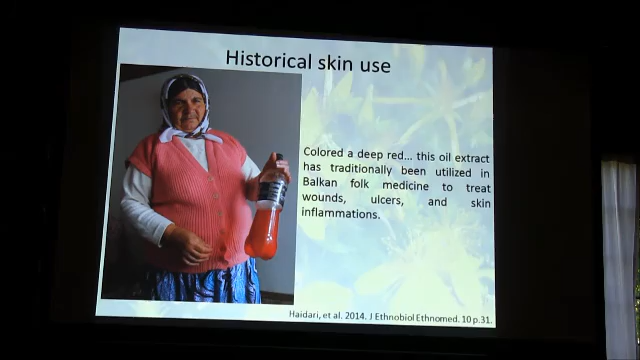 Historical skin use
Colored a deep red... this oil extract
has traditionally been utilized in
Balkan folk medicine to treat
wounds, ulcers, and skin
inflammations.
Haidari, et al. 2014. J Ethnobiol Ethnomed. 10 p.31.